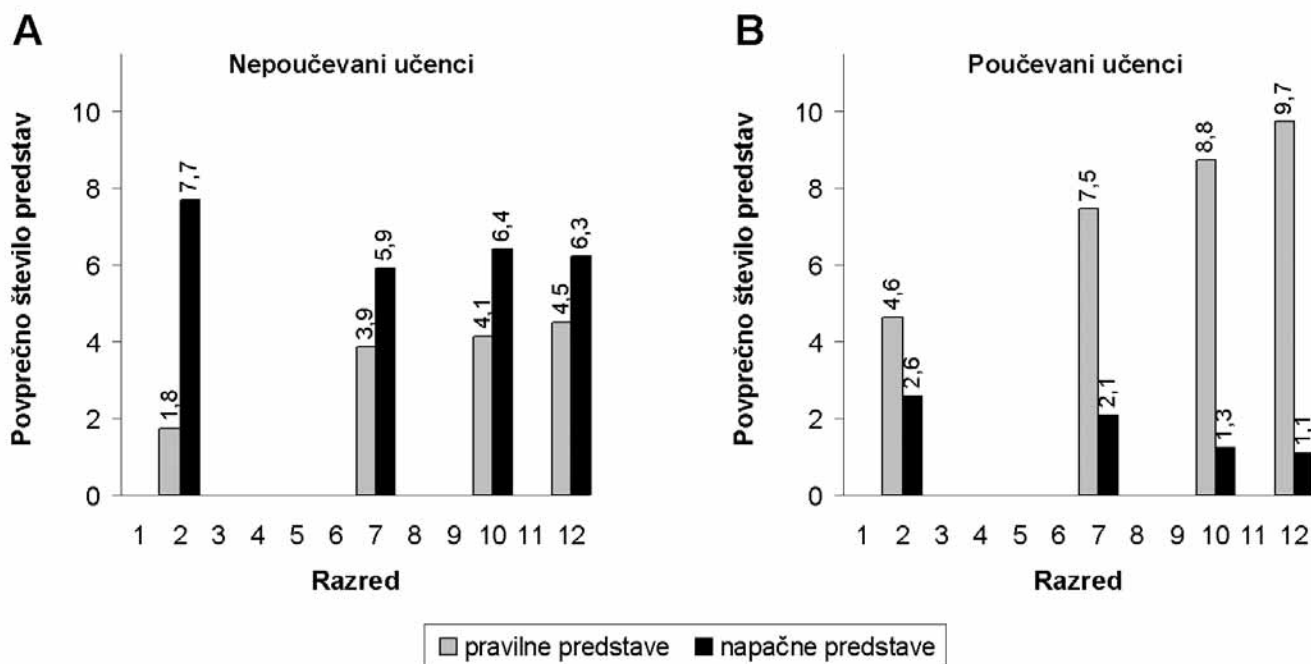 A
Nepoučevani učenci
Povprečno število predstav
10
8
6
4
2
0
1,8
7,7
3,9
5,9
4,1
6,4
4,5
6,3
1 2 3 4 5 6 7 8 9 10 11 12
Razred
B
Poučevani učenci
Povprečno število predstav
10
8
6
4
2
0
4,6
2,6
7,5
2,1
8,8
1,3
9,7
1,1
1 2 3 4 5 6 7 8 9 10 11 12
Razred
pravilne predstave napačne predstave